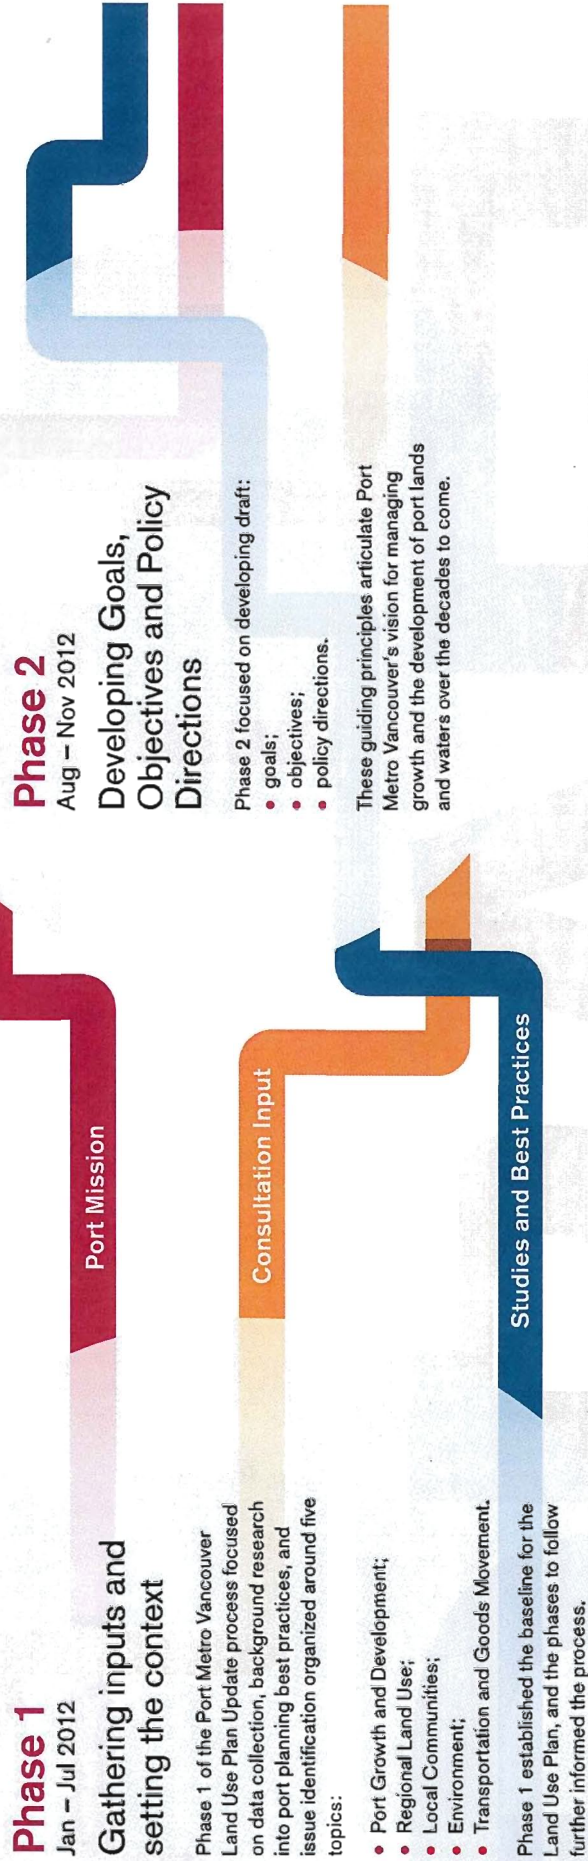 Phase 1
Jan – Jul 2012
Gathering inputs and
setting the context
Phase 1 of the Port Metro Vancouver
Land Use Plan Update process focused
on data collection, background research
into port planning best practices, and
issue identification organized around five
topics:
• Port Growth and Development;
• Regional Land Use;
• Local Communities;
• Environment;
• Transportation and Goods Movement.
Phase 1 established the baseline for the
Land Use Plan, and the phases to follow
further informed the process.
Port Mission
Consultation Input
Studies and Best Practices
Phase 2
Aug – Nov 2012
Developing Goals,
Objectives and Policy
Directions
Phase 2 focused on developing draft:
• goals;
• objectives;
• policy directions.
These guiding principles articulate Port
Metro Vancouver's vision for managing
growth and the development of port lands
and waters over the decades to come.